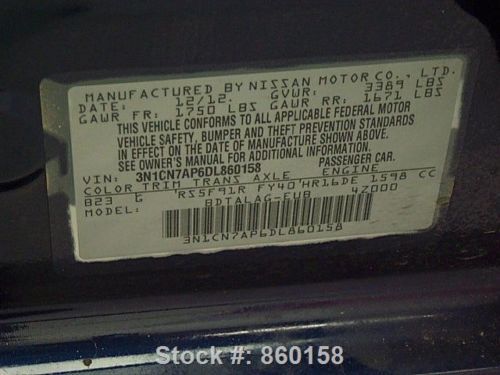 MANUFACTURED BY NISSAN MOTOR CO., LTD.
DATE: 12/12. GVWR: 3389 LBS
GAWR FR: 1750 LBS GAWR RR: 1671 LBS
THIS VEHICLE CONFORMS TO ALL APPLICABLE FEDERAL MOTOR
VEHICLE SAFETY, BUMPER AND THEFT PREVENTION STANDARDS
IN EFFECT ON THE DATE OF MANUFACTURE SHOWN ABOVE.
SEE OWNER'S MANUAL FOR ADDITIONAL INFORMATION.
VIN: 3N1CN7AP6DL860158 PASSENGER CAR.
COLOR TRIM TRANS AXLE ENGINE
B23 G RS5F91R FY40 HR16DE 1598 CC
MODEL: BDTALAG-EUB 47000
3N1CN7AP6DL860158
Stock #: 860158